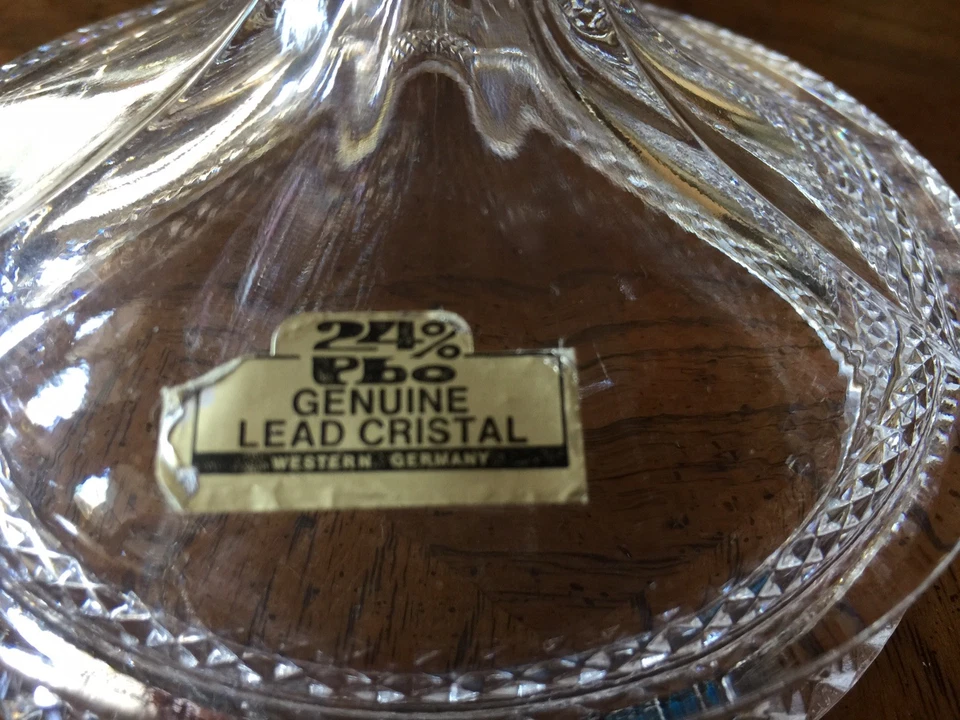 24%
Pbo
GENUINE
LEAD CRISTAL
WESTERN GERMANY